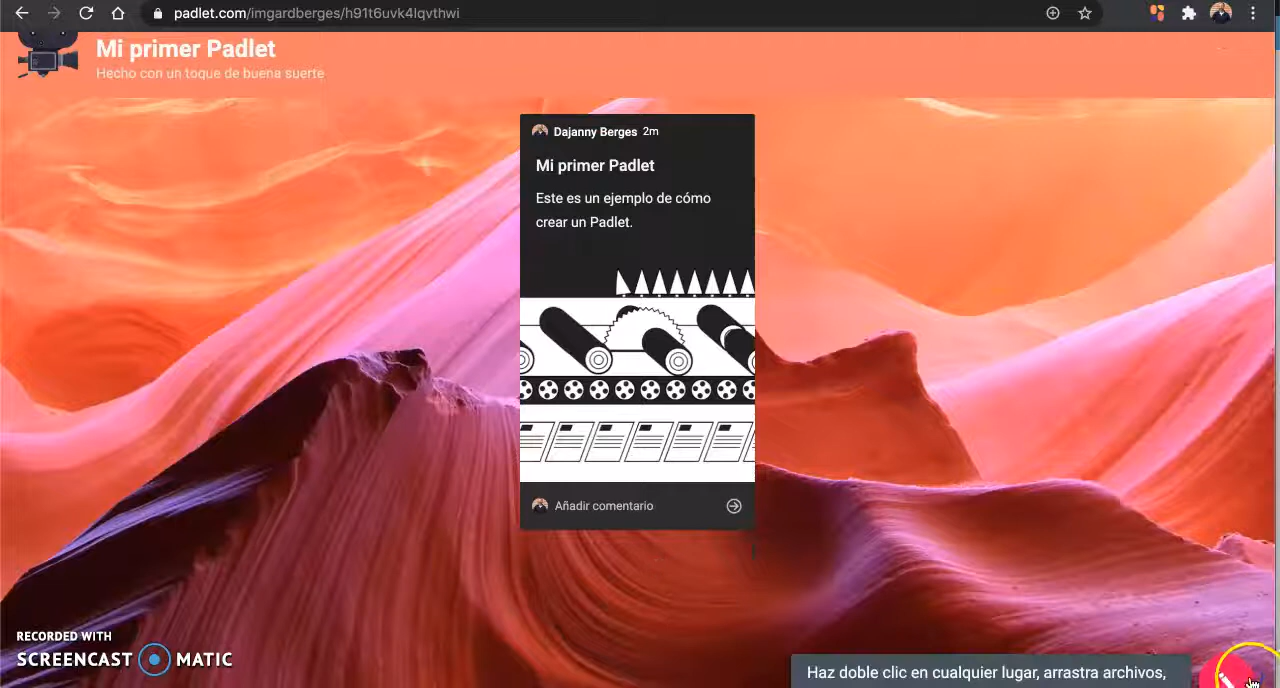 padlet.com/imgardberges/h91t6uvk4lqvthwi
Mi primer Padlet
Hecho con un toque de buena suerte
Dajanny Berges 2m
Mi primer Padlet
Este es un ejemplo de cómo
crear un Padlet.
Añadir comentario
RECORDED WITH
SCREENCAST MATIC
Haz doble clic en cualquier lugar, arrastra archivos,